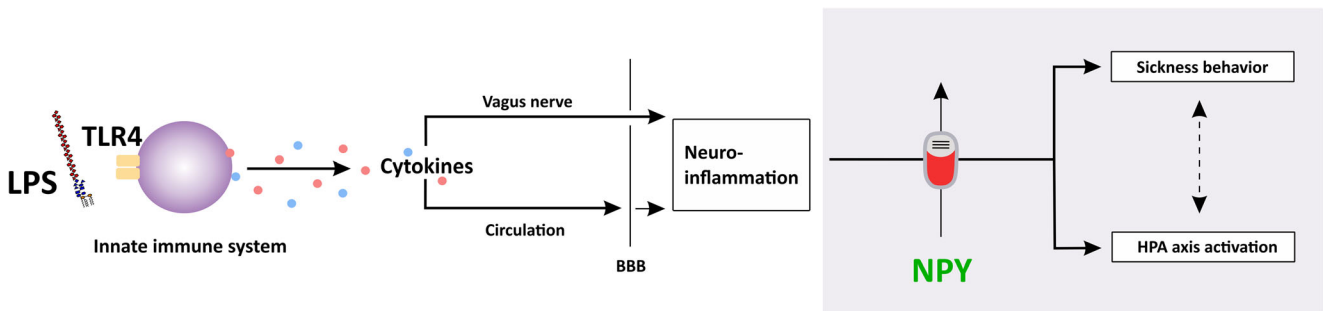 LPS
TLR4
Innate immune system
Cytokines
Vagus nerve
Circulation
BBB
Neuro-
inflammation
NPY
Sickness behavior
HPA axis activation